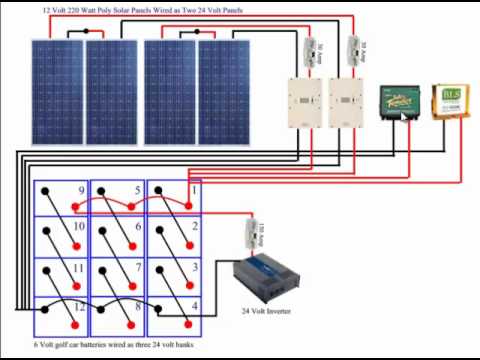 12 Volt 220 Watt Poly Solar Panels Wired as Two 24 Volt Panels
30 Amp
30 Amp
Battery
Tender
BLS
9
5
1
10
6
2
11
7
3
12
8
4
150 Amp
24 Volt Inverter
6 Volt golf car batteries wired as three 24 volt banks